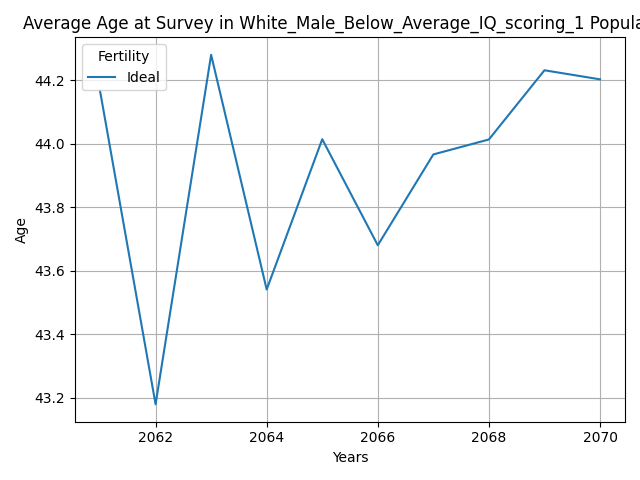 Average Age at Survey in White_Male_Below_Average_IQ_scoring_1 Popula
Fertility
Ideal
44.2
44.0
43.8
43.6
43.4
43.2
Age
2062 2064 2066 2068 2070
Years